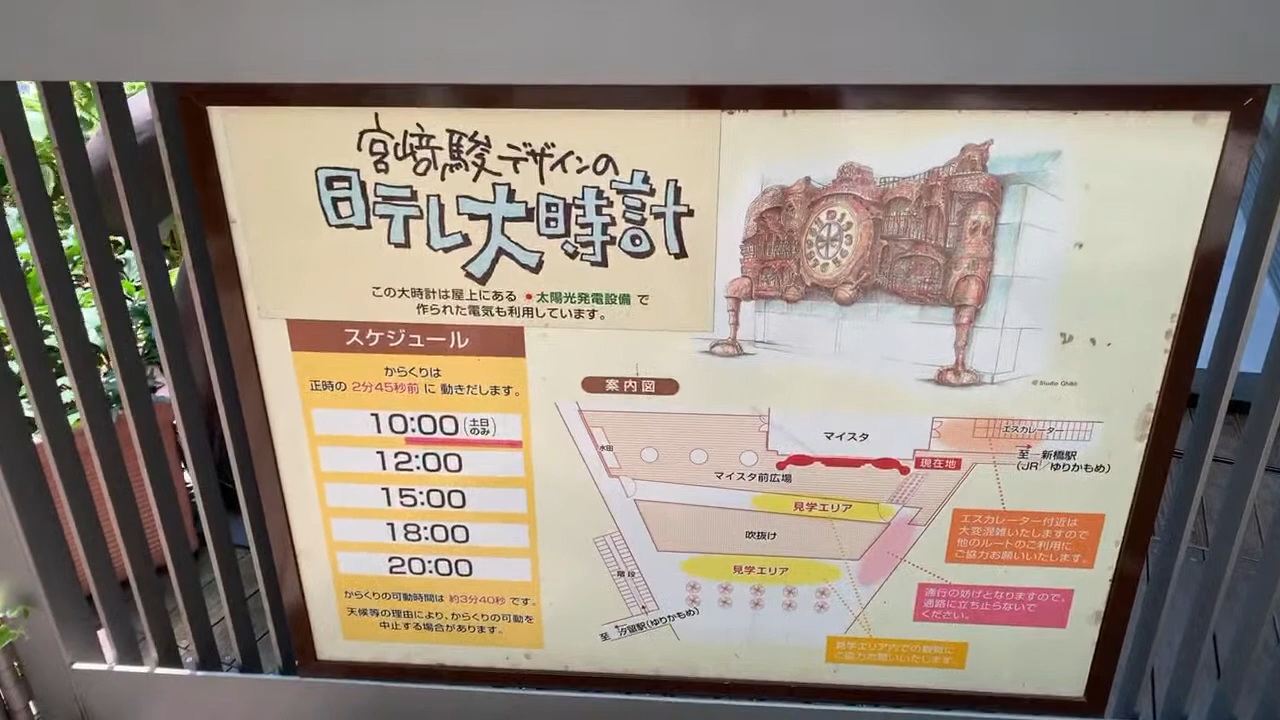 宮崎駿デザインの
日テレ大時計
この大時計は屋上にある 太陽光発電設備 で
作られた電気も利用しています。
スケジュール
からくりは
正時の 2分45秒前 に 動きだします。
10:00 (土日のみ)
12:00
15:00
18:00
20:00
からくりの可動時間は 約3分40秒 です。
天候等の理由により、からくりの可動を
中止する場合があります。
© Studio Ghibli
案内図
マイスタ
エスカレーター
至 新橋駅
(JR/ゆりかもめ)
現在地
水田
マイスタ前広場
見学エリア
吹抜け
見学エリア
階段
至 汐留駅(ゆりかもめ)
エスカレーター付近は
大変混雑いたしますので
他のルートのご利用に
ご協力お願いいたします。
通行の妨げとなりますので、
通路に立ち止らないで
ください。
見学エリア内での観覧に
ご協力お願いいたします。